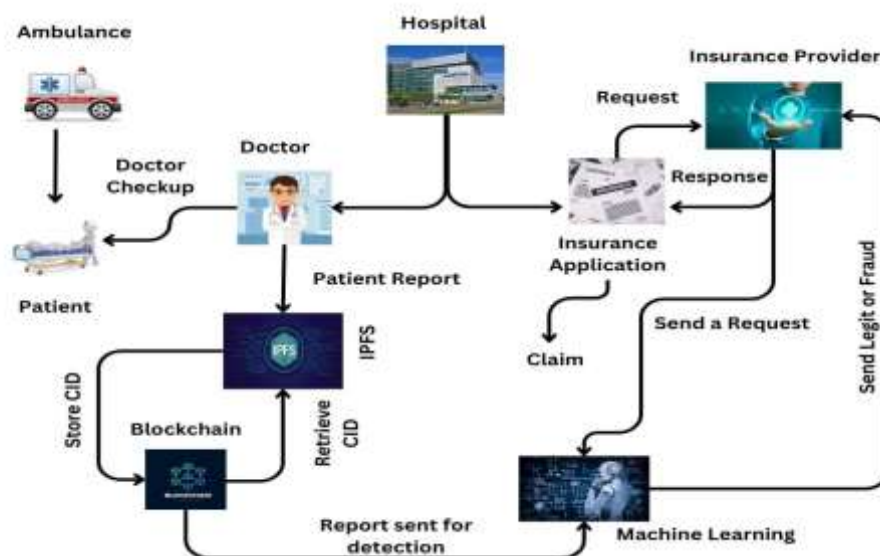 Ambulance
Hospital
Insurance Provider
Request
Doctor
Doctor
Checkup
Response
Insurance
Application
Patient Report
Patient
Send a Request
Send Legit or Fraud
IPFS
IPFS
Claim
Store CID
Retrieve
CID
Blockchain
Report sent for
detection
Machine Learning